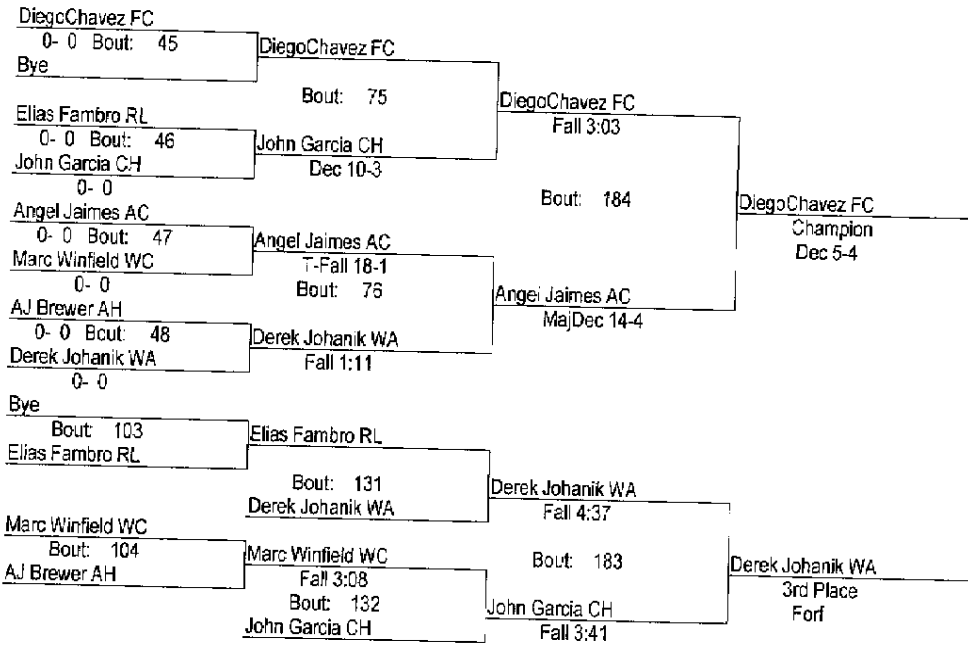 DiegoChavez FC
0- 0 Bout: 45
Bye
DiegoChavez FC
Bout: 75
Elias Fambro RL
0- 0 Bout: 46
John Garcia CH
0- 0
John Garcia CH
Dec 10-3
DiegoChavez FC
Fall 3:03
Angel Jaimes AC
0- 0 Bout: 47
Marc Winfield WC
0- 0
Angel Jaimes AC
T-Fall 18-1
Bout: 76
AJ Brewer AH
0- 0 Bout: 48
Derek Johanik WA
0- 0
Derek Johanik WA
Fall 1:11
Angel Jaimes AC
MajDec 14-4
Bout: 184
DiegoChavez FC
Champion
Dec 5-4
Bye
Bout: 103
Elias Fambro RL
Elias Fambro RL
Bout: 131
Derek Johanik WA
Derek Johanik WA
Fall 4:37
Marc Winfield WC
Bout: 104
AJ Brewer AH
Marc Winfield WC
Fall 3:08
Bout: 132
John Garcia CH
John Garcia CH
Fall 3:41
Bout: 183
Derek Johanik WA
3rd Place
Forf